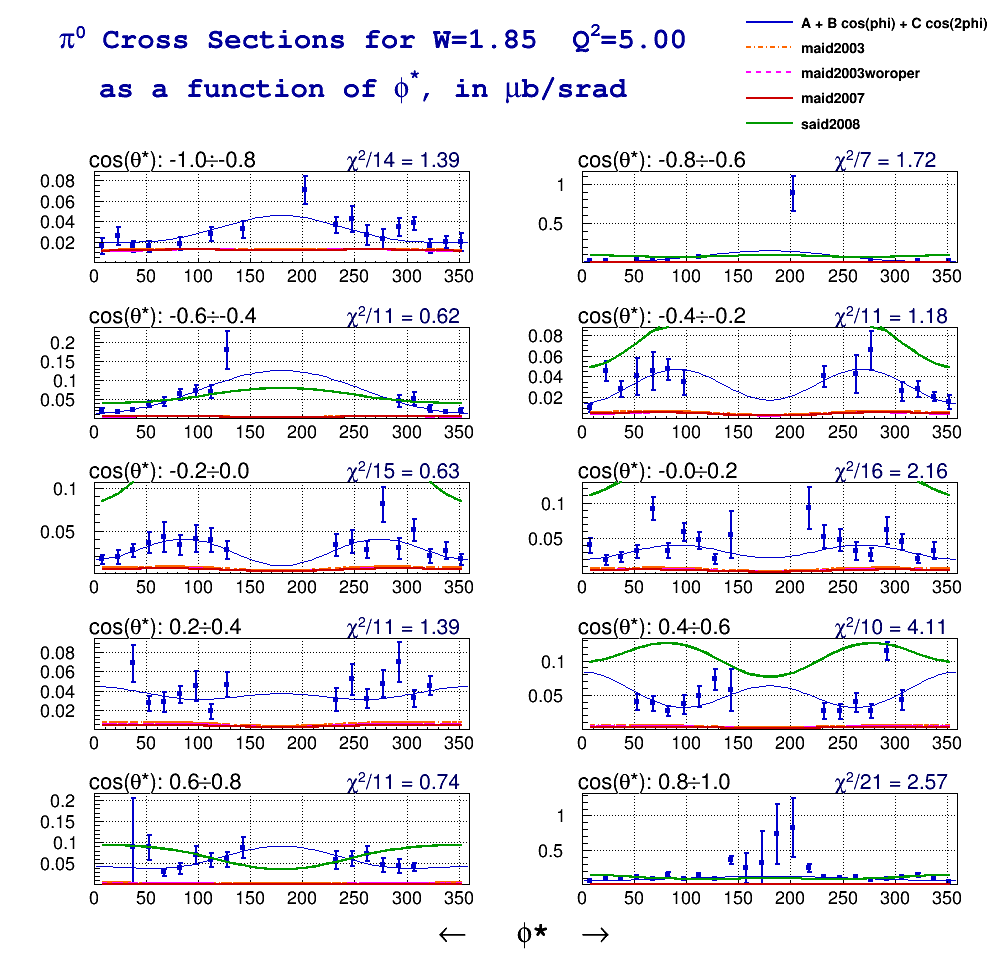 π⁰ Cross Sections for W=1.85 Q²=5.00
as a function of ϕ*, in μb/srad
A + B cos(phi) + C cos(2phi)
maid2003
maid2003woroper
maid2007
said2008
cos(θ*): -1.0÷-0.8 χ²/14 = 1.39
0.08
0.06
0.04
0.02
0 50 100 150 200 250 300 350
cos(θ*): -0.8÷-0.6 χ²/7 = 1.72
1
0.5
0 50 100 150 200 250 300 350
cos(θ*): -0.6÷-0.4 χ²/11 = 0.62
0.2
0.15
0.1
0.05
0 50 100 150 200 250 300 350
cos(θ*): -0.4÷-0.2 χ²/11 = 1.18
0.08
0.06
0.04
0.02
0 50 100 150 200 250 300 350
cos(θ*): -0.2÷0.0 χ²/15 = 0.63
0.1
0.05
0 50 100 150 200 250 300 350
cos(θ*): -0.0÷0.2 χ²/16 = 2.16
0.1
0.05
0 50 100 150 200 250 300 350
cos(θ*): 0.2÷0.4 χ²/11 = 1.39
0.08
0.06
0.04
0.02
0 50 100 150 200 250 300 350
cos(θ*): 0.4÷0.6 χ²/10 = 4.11
0.1
0.05
0 50 100 150 200 250 300 350
cos(θ*): 0.6÷0.8 χ²/11 = 0.74
0.2
0.15
0.1
0.05
0 50 100 150 200 250 300 350
cos(θ*): 0.8÷1.0 χ²/21 = 2.57
1
0.5
0 50 100 150 200 250 300 350
← ϕ* →